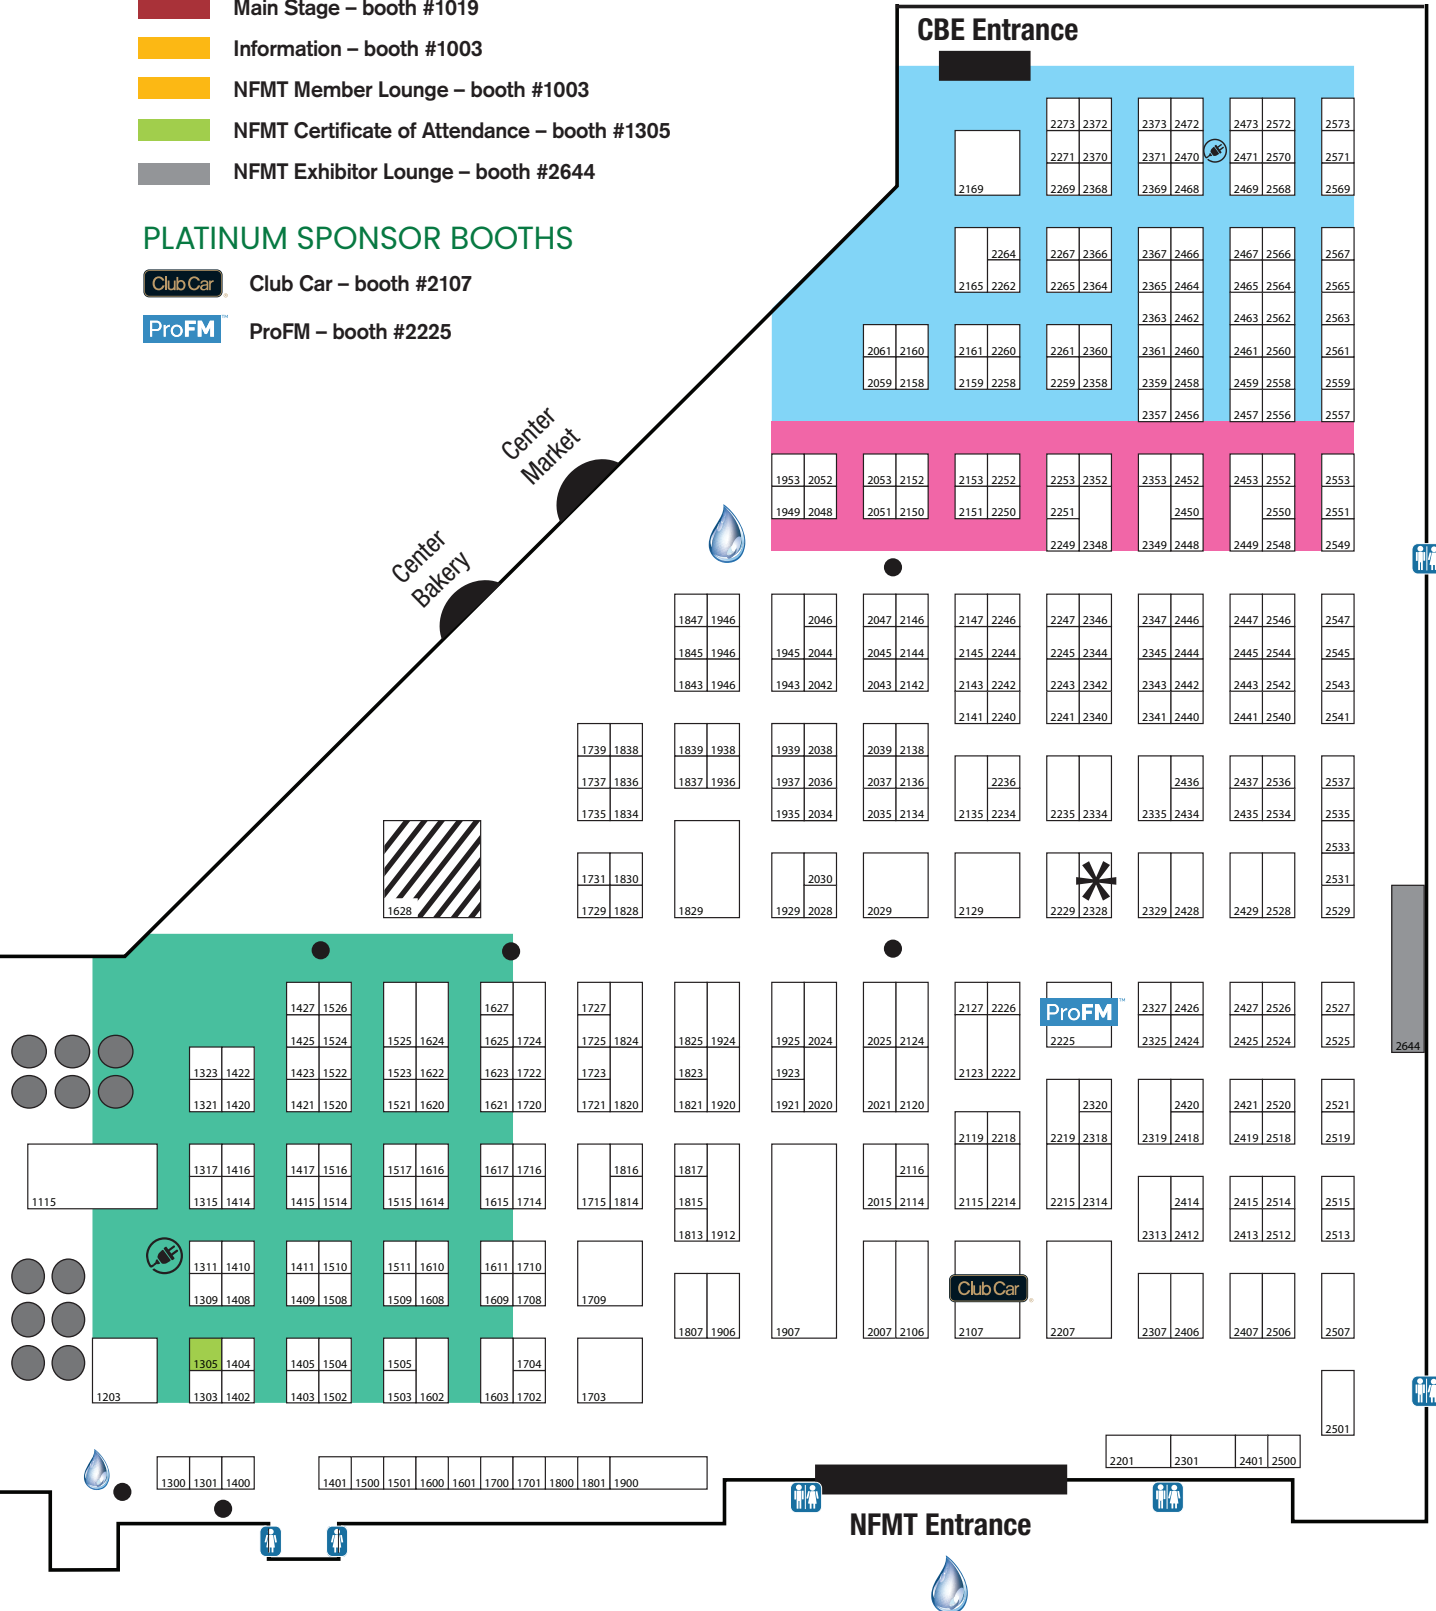 Main Stage – booth #1019
Information – booth #1003
NFMT Member Lounge – booth #1003
NFMT Certificate of Attendance – booth #1305
NFMT Exhibitor Lounge – booth #2644
PLATINUM SPONSOR BOOTHS
Club Car Club Car – booth #2107
ProFM™ ProFM – booth #2225
CBE Entrance
2273 2372 2373 2472 2473 2572 2573
2271 2370 2371 2470 2471 2570 2571
2169 2269 2368 2369 2468 2469 2568 2569
2264 2267 2366 2367 2466 2467 2566 2567
2165 2262 2265 2364 2365 2464 2465 2564 2565
2363 2462 2463 2562 2563
2061 2160 2161 2260 2261 2360 2361 2460 2461 2560 2561
2059 2158 2159 2258 2259 2358 2359 2458 2459 2558 2559
2357 2456 2457 2556 2557
Center
Market
1953 2052 2053 2152 2153 2252 2253 2352 2353 2452 2453 2552 2553
1949 2048 2051 2150 2151 2250 2251 2450 2550 2551
2249 2348 2349 2448 2449 2548 2549
Center
Bakery
1847 1946 2046 2047 2146 2147 2246 2247 2346 2347 2446 2447 2546 2547
1845 1946 1945 2044 2045 2144 2145 2244 2245 2344 2345 2444 2445 2544 2545
1843 1946 1943 2042 2043 2142 2143 2242 2243 2342 2343 2442 2443 2542 2543
2141 2240 2241 2340 2341 2440 2441 2540 2541
1739 1838 1839 1938 1939 2038 2039 2138
1737 1836 1837 1936 1937 2036 2037 2136 2236 2436 2437 2536 2537
1735 1834 1935 2034 2035 2134 2135 2234 2235 2334 2335 2434 2435 2534 2535
2533
1731 1830 2030 2531
1628 1729 1828 1829 1929 2028 2029 2129 2229 2328 2329 2428 2429 2528 2529
1427 1526 1627 1727 2127 2226 ProFM™ 2327 2426 2427 2526 2527
1425 1524 1525 1624 1625 1724 1725 1824 1825 1924 1925 2024 2025 2124 2225 2325 2424 2425 2524 2525
2644
1323 1422 1423 1522 1523 1622 1623 1722 1723 1823 1923 2123 2222
1321 1420 1421 1520 1521 1620 1621 1720 1721 1820 1821 1920 1921 2020 2021 2120 2320 2420 2421 2520 2521
2119 2218 2219 2318 2319 2418 2419 2518 2519
1317 1416 1417 1516 1517 1616 1617 1716 1816 1817 2116
1115 1315 1414 1415 1514 1515 1614 1615 1714 1715 1814 1815 2015 2114 2115 2214 2215 2314 2414 2415 2514 2515
1813 1912 2313 2412 2413 2512 2513
1311 1410 1411 1510 1511 1610 1611 1710
1309 1408 1409 1508 1509 1608 1609 1708 1709
Club Car
1807 1906 1907 2007 2106 2107 2207 2307 2406 2407 2506 2507
1305 1404 1405 1504 1505 1704
1203 1303 1402 1403 1502 1503 1602 1603 1702 1703
2501
2201 2301 2401 2500
1300 1301 1400 1401 1500 1501 1600 1601 1700 1701 1800 1801 1900
NFMT Entrance